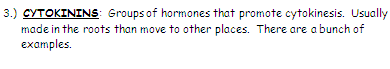 3.) CYTOKININS: Groups of hormones that promote cytokinesis. Usually
made in the roots than move to other places. There are a bunch of
examples.